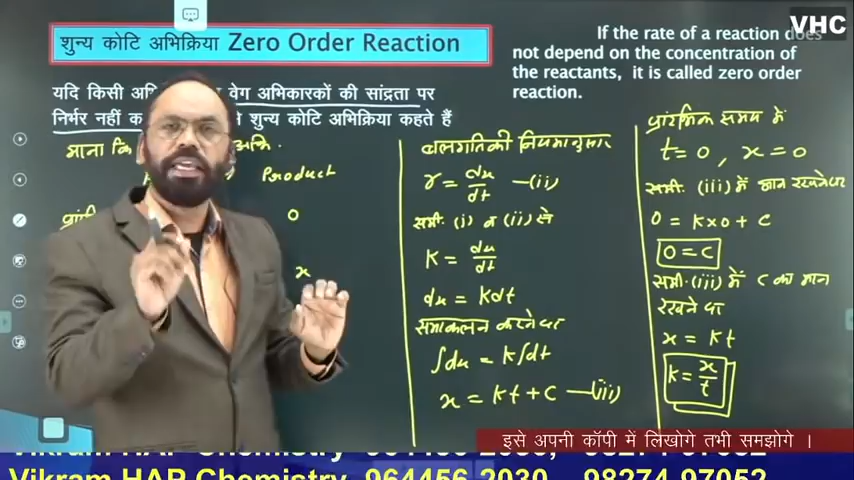 शुन्य कोटि अभिक्रिया Zero Order Reaction
VHC
If the rate of a reaction does
not depend on the concentration of
the reactants, it is called zero order
reaction.
यदि किसी वेग अभिकारकों की सांद्रता पर
निर्भर नहीं शुन्य कोटि अभिक्रिया कहते हैं
माना कि अभि.
Product
0
x
बलगतिकी नियमानुसार
r = dx/dt —(ii)
समी. (i) व (ii) से
K = dx/dt
dx = Kdt
समाकलन करने पर
∫dx = K∫dt
x = Kt + C —(iii)
प्रारंभिक समय में
t = 0 , x = 0
समी. (iii) में मान रखने पर
0 = K×0 + C
0 = C
समी. (iii) में C का मान
रखने पर
x = Kt
K = x/t
इसे अपनी कॉपी में लिखोगे तभी समझोगे ।
Vikram HAP Chemistry 964456-2030, 98274-97052